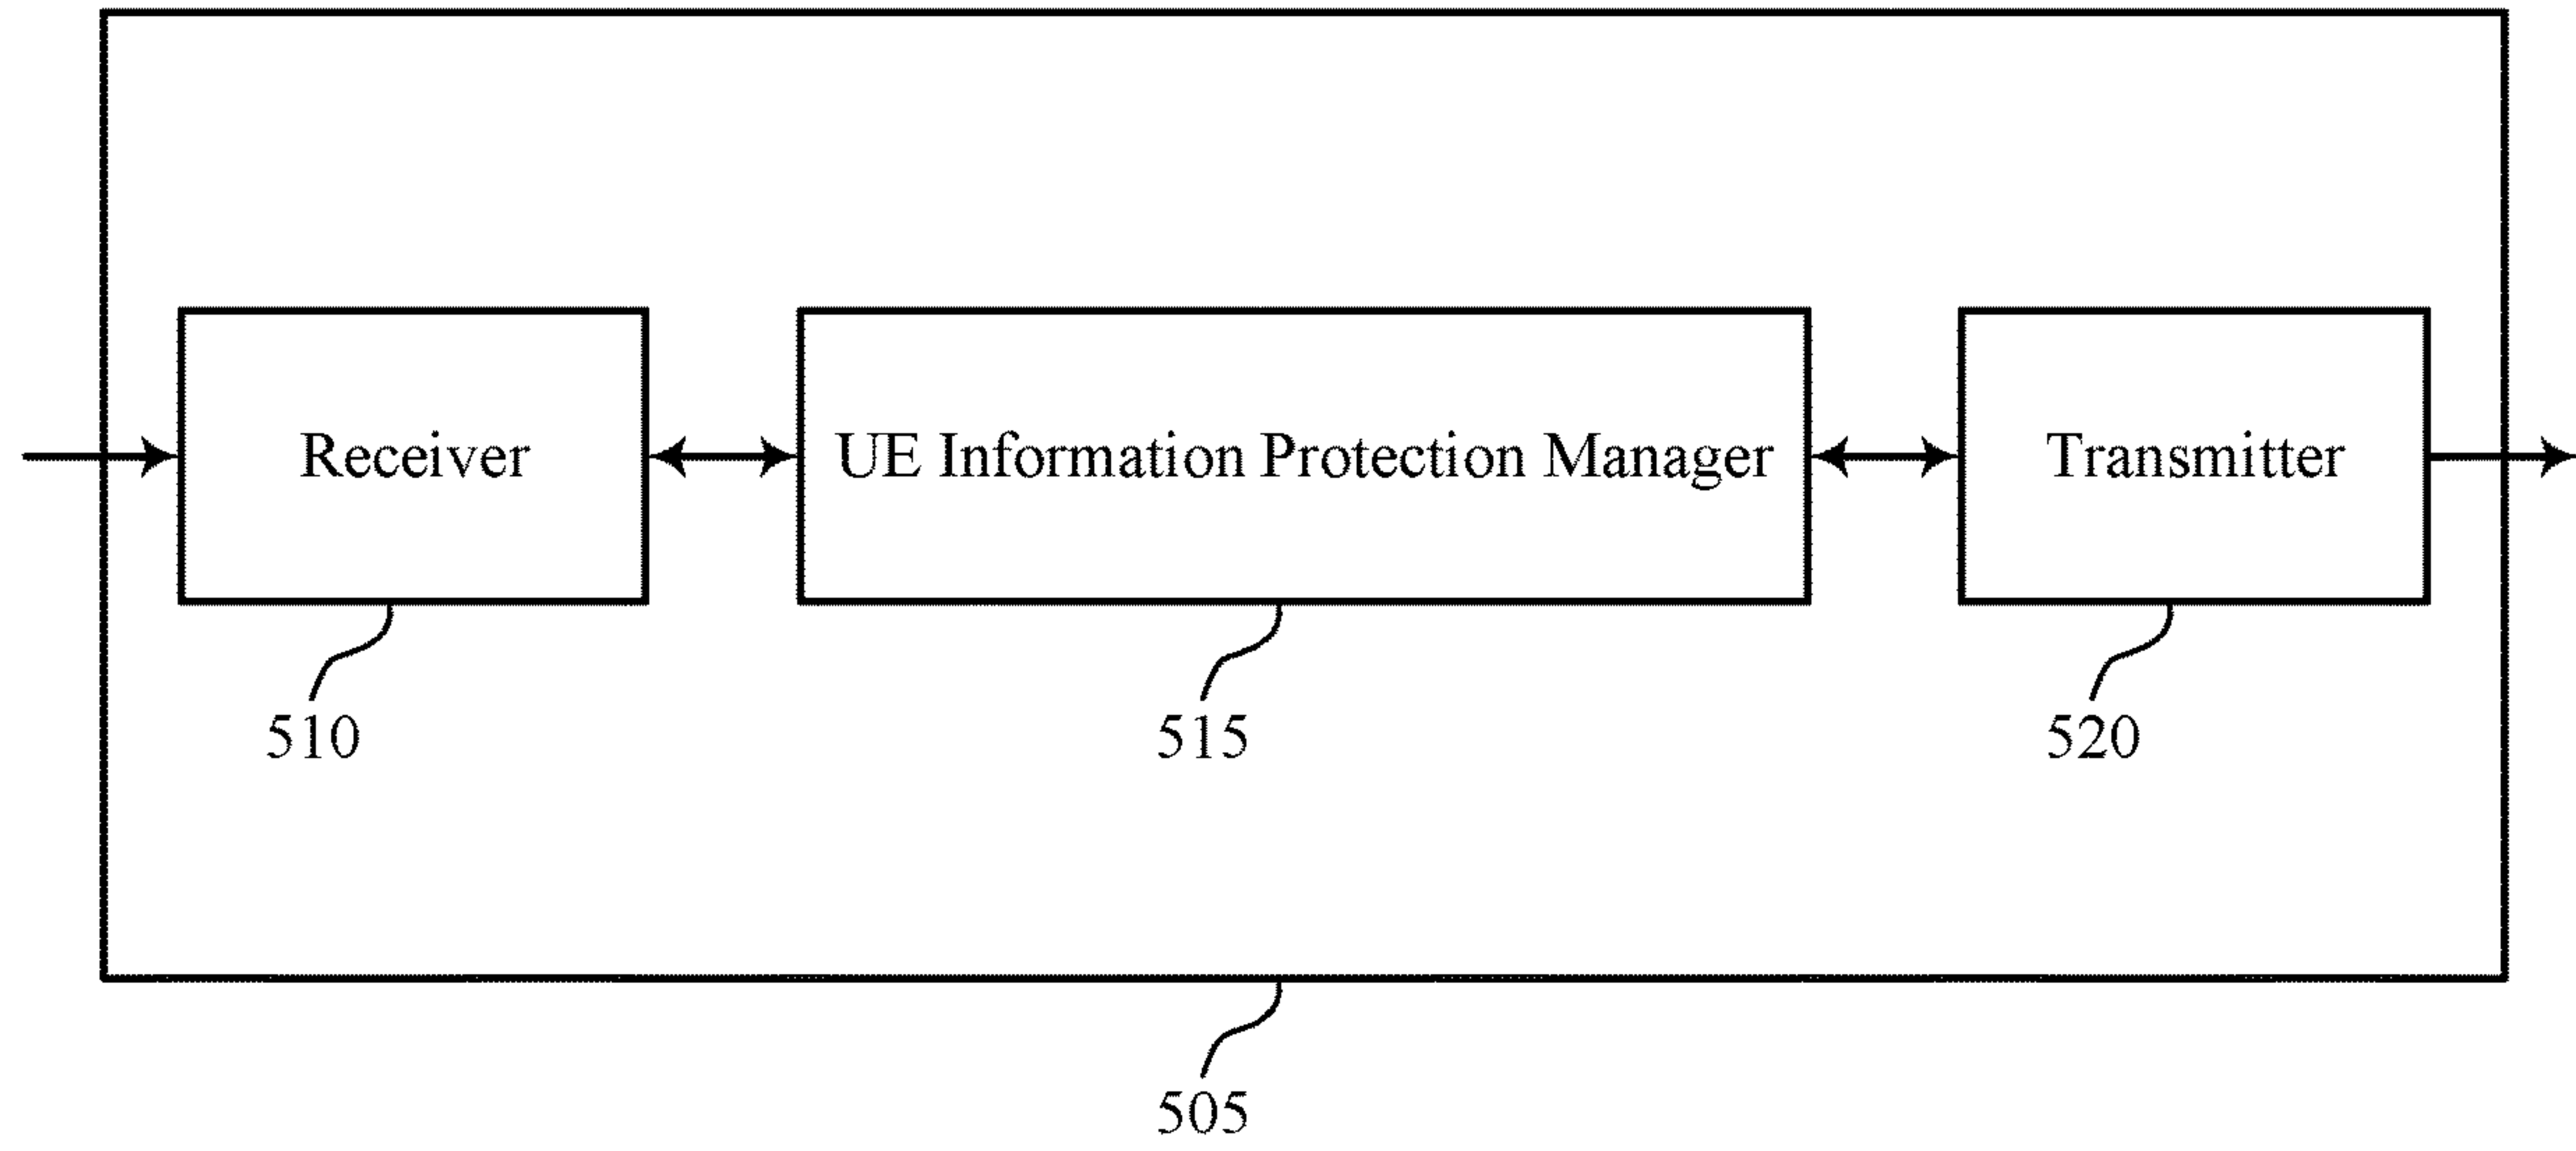 Receiver
UE Information Protection Manager
Transmitter
510
515
520
505